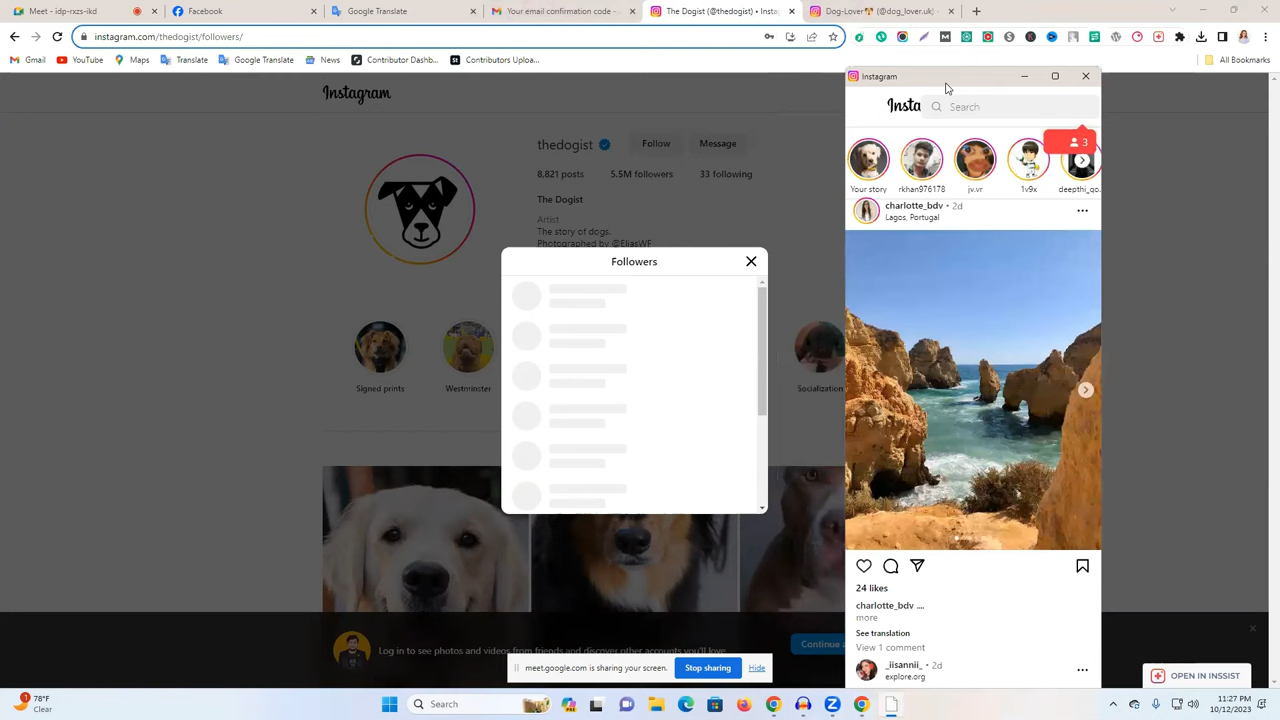 Meet - idp-rxzs-ikd
Facebook
Google Translate
Your email confirmation code -
The Dogist (@thedogist) • Insta
Dog-Lover🐶(@dog_lover.uk)
instagram.com/thedogist/followers/
Gmail
YouTube
Maps
Translate
Google Translate
News
Contributor Dashb...
Contributors Uploa...
All Bookmarks
Instagram
thedogist
Follow
Message
8,821 posts
5.5M followers
33 following
The Dogist
Artist
The story of dogs.
Photographed by @EliasWF
Followers
Signed prints
Westminster
Socialization
Log in to see photos and videos from friends and discover other accounts you'll love.
Continue a
meet.google.com is sharing your screen.
Stop sharing
Hide
Instagram
Insta
Search
3
Your story
rkhan976178
jv.vr
1v9x
deepthi_qo.
charlotte_bdv • 2d
Lagos, Portugal
24 likes
charlotte_bdv ....
more
See translation
View 1 comment
_iisannii_ • 2d
explore.org
OPEN IN INSSIST
1
78°F
Clear
Search
11:27 PM
10/12/2023